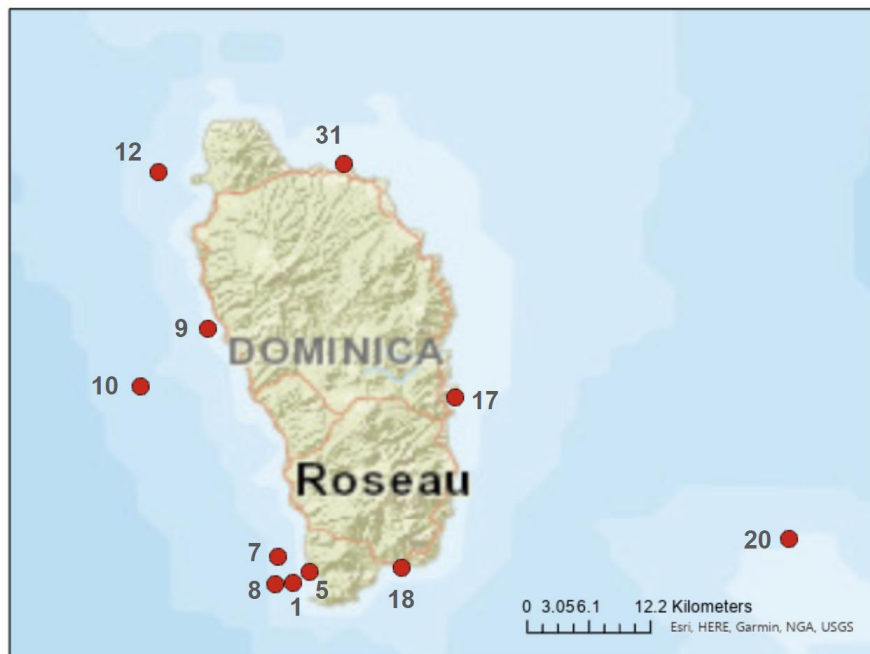 31
12
9
DOMINICA
10
17
Roseau
20
7
5
8
1
18
0 3.056.1 12.2 Kilometers
Esri, HERE, Garmin, NGA, USGS